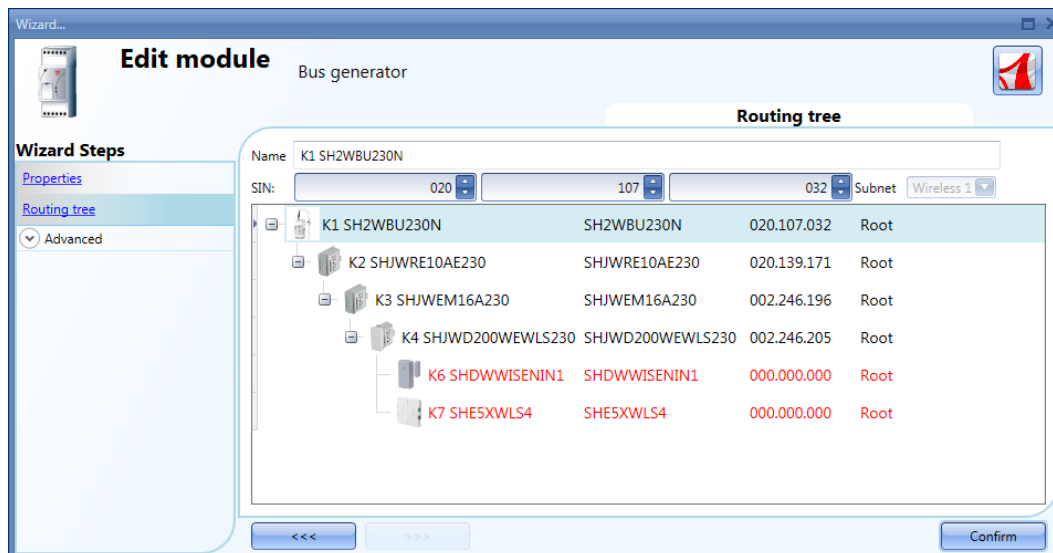 Wizard...
Edit module
Bus generator
Routing tree
Wizard Steps
Properties
Routing tree
Advanced
Name K1 SH2WBU230N
SIN: 020 107 032 Subnet Wireless 1
K1 SH2WBU230N SH2WBU230N 020.107.032 Root
K2 SHJWRE10AE230 SHJWRE10AE230 020.139.171 Root
K3 SHJWEM16A230 SHJWEM16A230 002.246.196 Root
K4 SHJWD200WEWLS230 SHJWD200WEWLS230 002.246.205 Root
K6 SHDWWISENIN1 SHDWWISENIN1 000.000.000 Root
K7 SHE5XWLS4 SHE5XWLS4 000.000.000 Root
<<< >>> Confirm